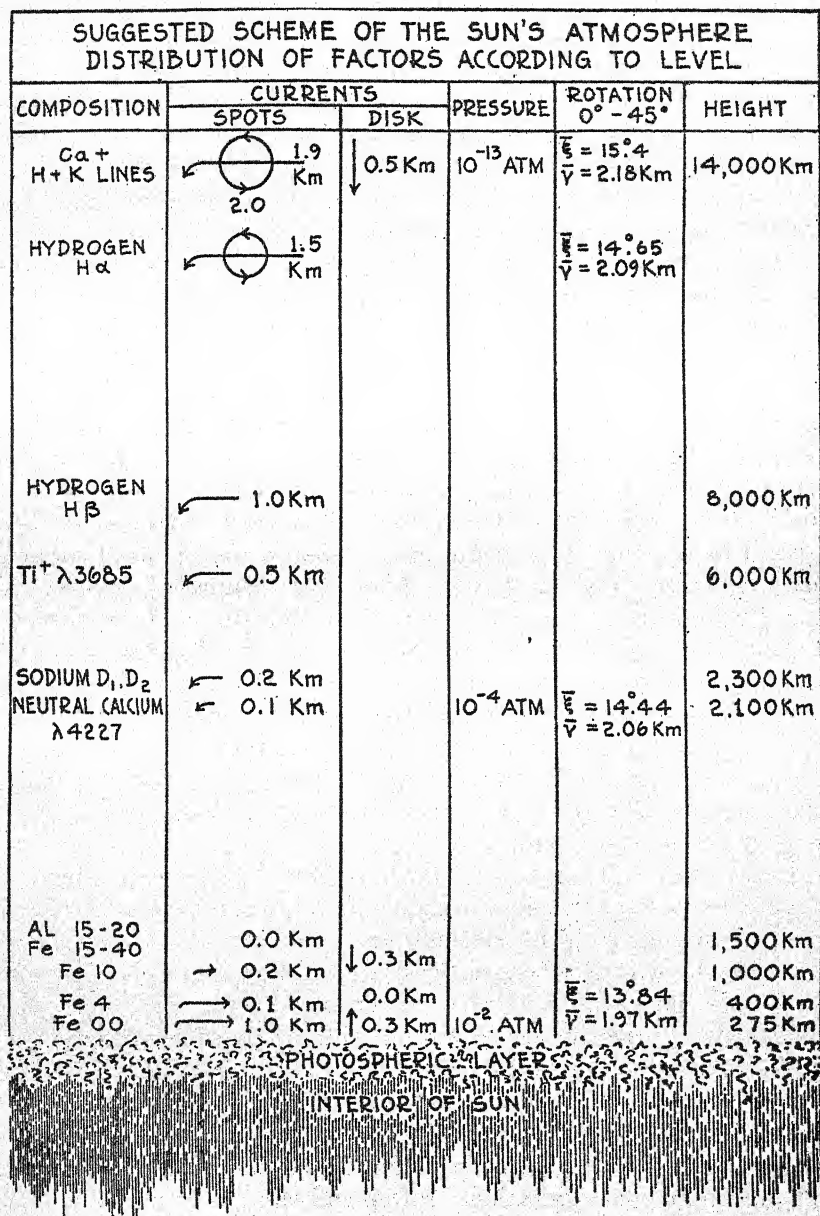 SUGGESTED SCHEME OF THE SUN'S ATMOSPHERE
DISTRIBUTION OF FACTORS ACCORDING TO LEVEL
COMPOSITION CURRENTS PRESSURE ROTATION 0° - 45° HEIGHT
SPOTS DISK
Ca +
H + K LINES
1.9
Km
2.0
0.5 Km
10⁻¹³ ATM
ξ̄ = 15°.4
v̄ = 2.18 Km
14,000 Km
HYDROGEN
Hα
1.5
Km
ξ̄ = 14°.65
v̄ = 2.09 Km
HYDROGEN
Hβ
1.0 Km
8,000 Km
Ti⁺ λ3685 0.5 Km 6,000 Km
SODIUM D₁, D₂ 0.2 Km 2,300 Km
NEUTRAL CALCIUM 0.1 Km 10⁻⁴ ATM ξ̄ = 14°.44 2,100 Km
λ4227 v̄ = 2.06 Km
AL 15-20
Fe 15-40
0.0 Km
1,500 Km
0.3 Km
Fe 10 0.2 Km 1,000 Km
Fe 4 0.1 Km 0.0 Km ξ̄ = 13°.84 400 Km
Fe 00 1.0 Km 0.3 Km 10⁻² ATM v̄ = 1.97 Km 275 Km
PHOTOSPHERIC LAYER
INTERIOR OF SUN